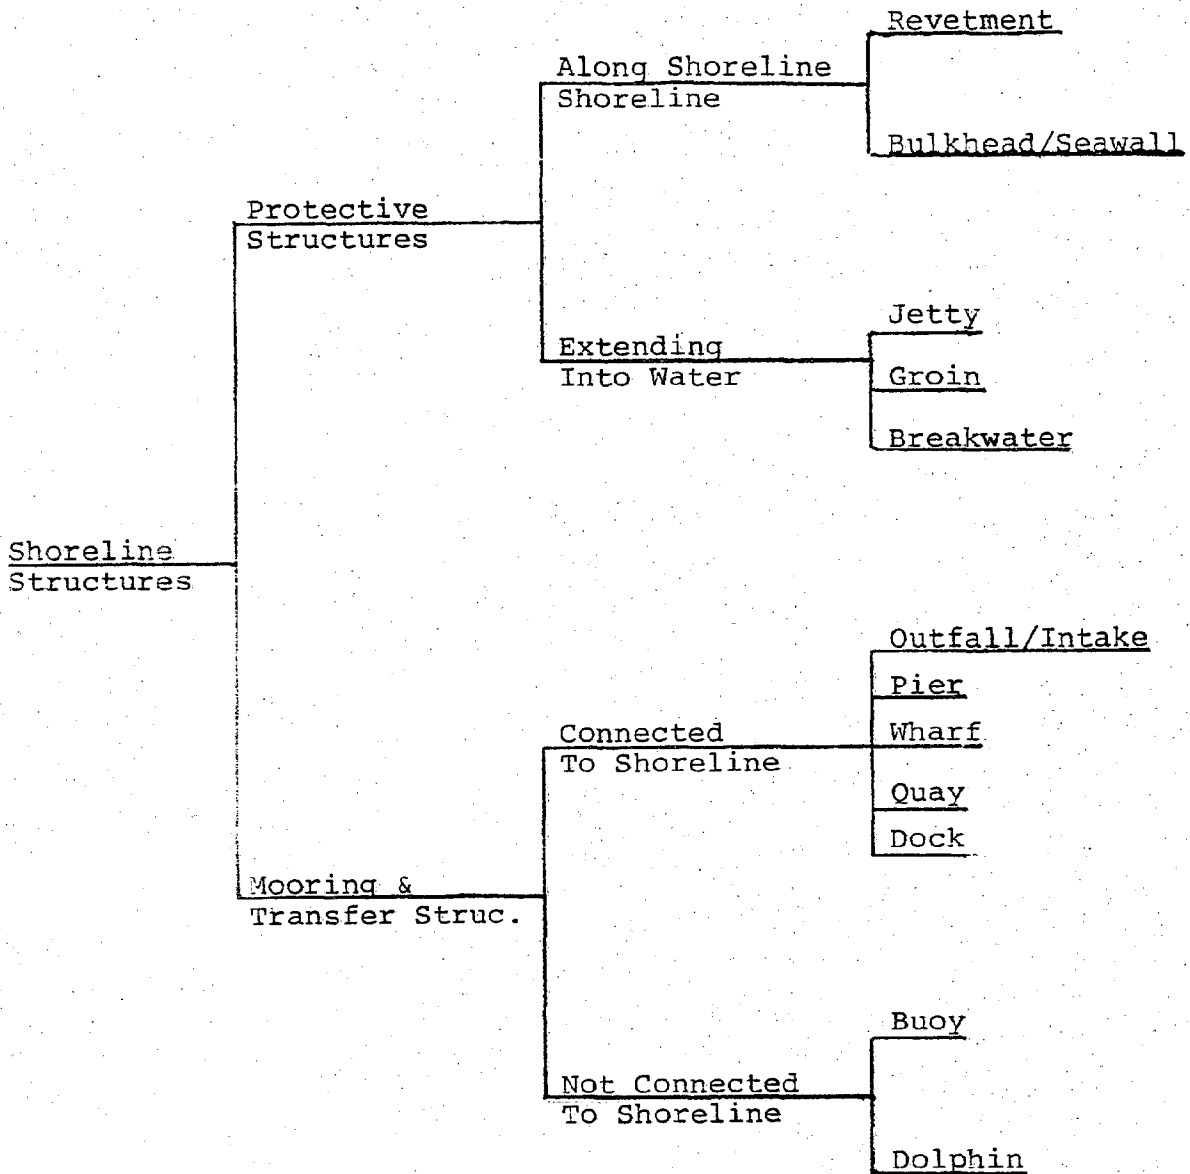 Revetment
Along Shoreline
Shoreline
Bulkhead/Seawall
Protective
Structures
Jetty
Extending
Into Water
Groin
Breakwater
Shoreline
Structures
Outfall/Intake
Pier
Connected
To Shoreline
Wharf
Quay
Dock
Mooring &
Transfer Struc.
Buoy
Not Connected
To Shoreline
Dolphin